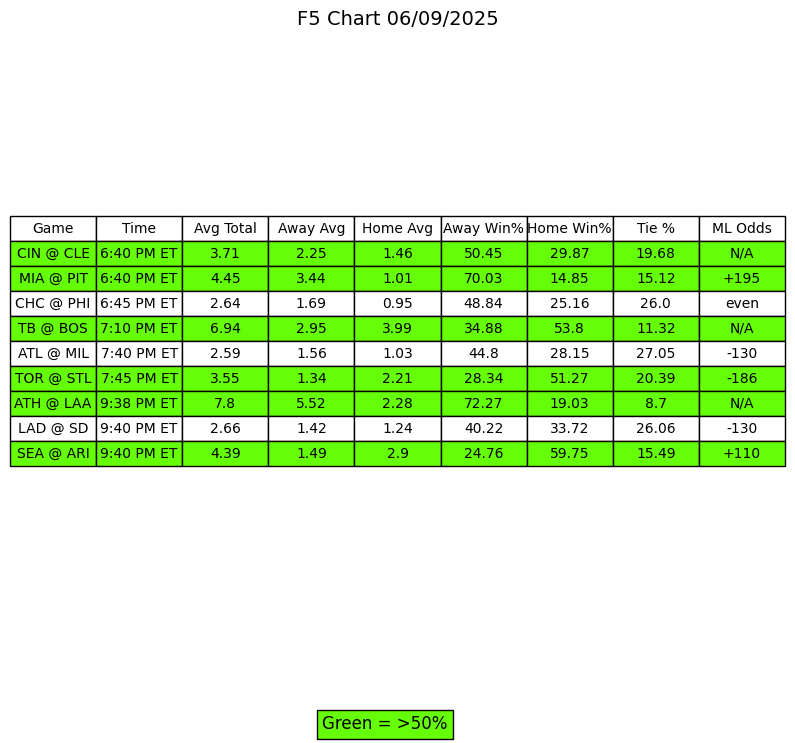 F5 Chart 06/09/2025
Game Time Avg Total Away Avg Home Avg Away Win% Home Win% Tie % ML Odds
CIN @ CLE 6:40 PM ET 3.71 2.25 1.46 50.45 29.87 19.68 N/A
MIA @ PIT 6:40 PM ET 4.45 3.44 1.01 70.03 14.85 15.12 +195
CHC @ PHI 6:45 PM ET 2.64 1.69 0.95 48.84 25.16 26.0 even
TB @ BOS 7:10 PM ET 6.94 2.95 3.99 34.88 53.8 11.32 N/A
ATL @ MIL 7:40 PM ET 2.59 1.56 1.03 44.8 28.15 27.05 -130
TOR @ STL 7:45 PM ET 3.55 1.34 2.21 28.34 51.27 20.39 -186
ATH @ LAA 9:38 PM ET 7.8 5.52 2.28 72.27 19.03 8.7 N/A
LAD @ SD 9:40 PM ET 2.66 1.42 1.24 40.22 33.72 26.06 -130
SEA @ ARI 9:40 PM ET 4.39 1.49 2.9 24.76 59.75 15.49 +110
Green = >50%